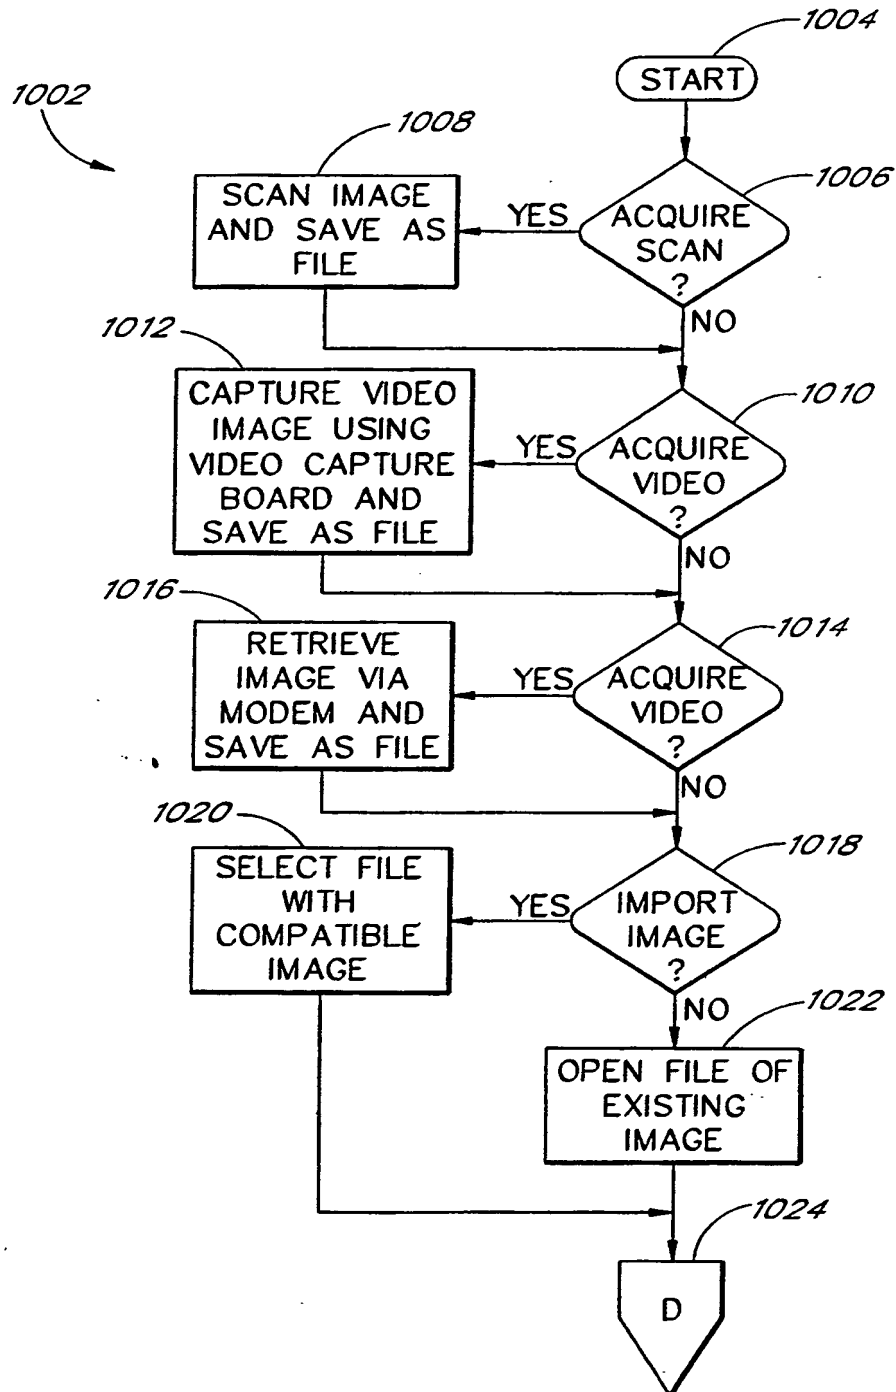 1004
START
1002
1008
1006
SCAN IMAGE
AND SAVE AS
FILE
YES
ACQUIRE
SCAN
?
NO
1012
1010
CAPTURE VIDEO
IMAGE USING
VIDEO CAPTURE
BOARD AND
SAVE AS FILE
YES
ACQUIRE
VIDEO
?
NO
1016
1014
RETRIEVE
IMAGE VIA
MODEM AND
SAVE AS FILE
YES
ACQUIRE
VIDEO
?
NO
1020
1018
SELECT FILE
WITH
COMPATIBLE
IMAGE
YES
IMPORT
IMAGE
?
NO
1022
OPEN FILE OF
EXISTING
IMAGE
1024
D